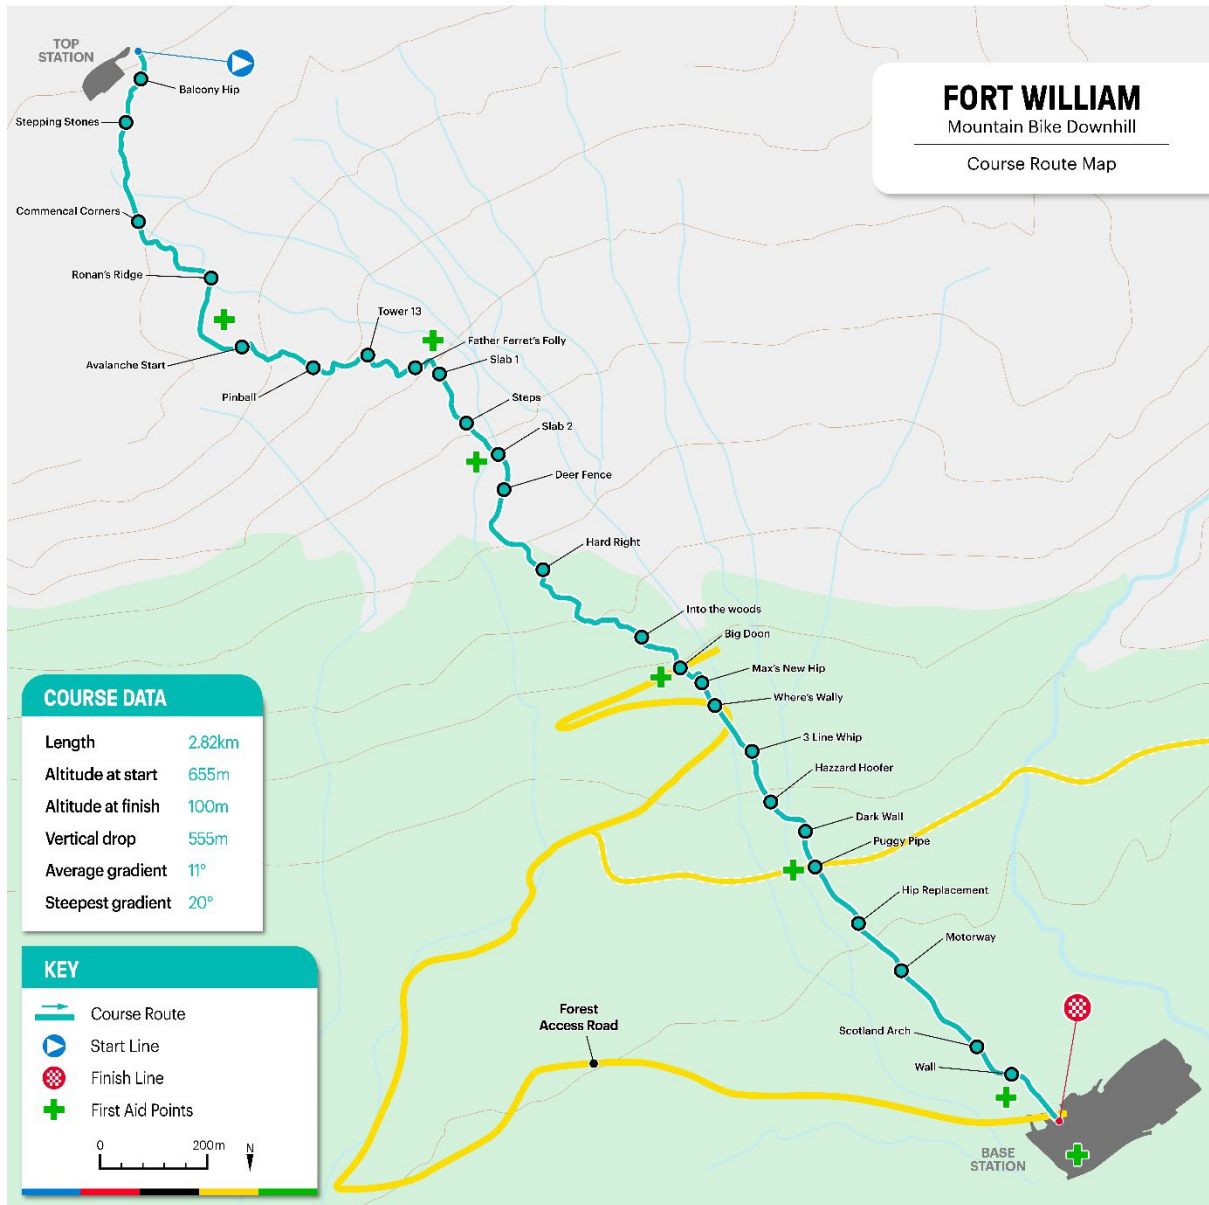 TOP
STATION
Balcony Hip
Stepping Stones
Commencal Corners
Ronan's Ridge
Avalanche Start
Pinball
Tower 13
Father Ferret's Folly
Slab 1
Steps
Slab 2
Deer Fence
Hard Right
Into the woods
Big Doon
Max's New Hip
Where's Wally
3 Line Whip
Hazzard Hoofer
Dark Wall
Puggy Pipe
Hip Replacement
Motorway
Scotland Arch
Wall
Forest
Access Road
BASE
STATION
FORT WILLIAM
Mountain Bike Downhill
Course Route Map
COURSE DATA
Length 2.82km
Altitude at start 655m
Altitude at finish 100m
Vertical drop 555m
Average gradient 11°
Steepest gradient 20°
KEY
Course Route
Start Line
Finish Line
First Aid Points
0 200m N